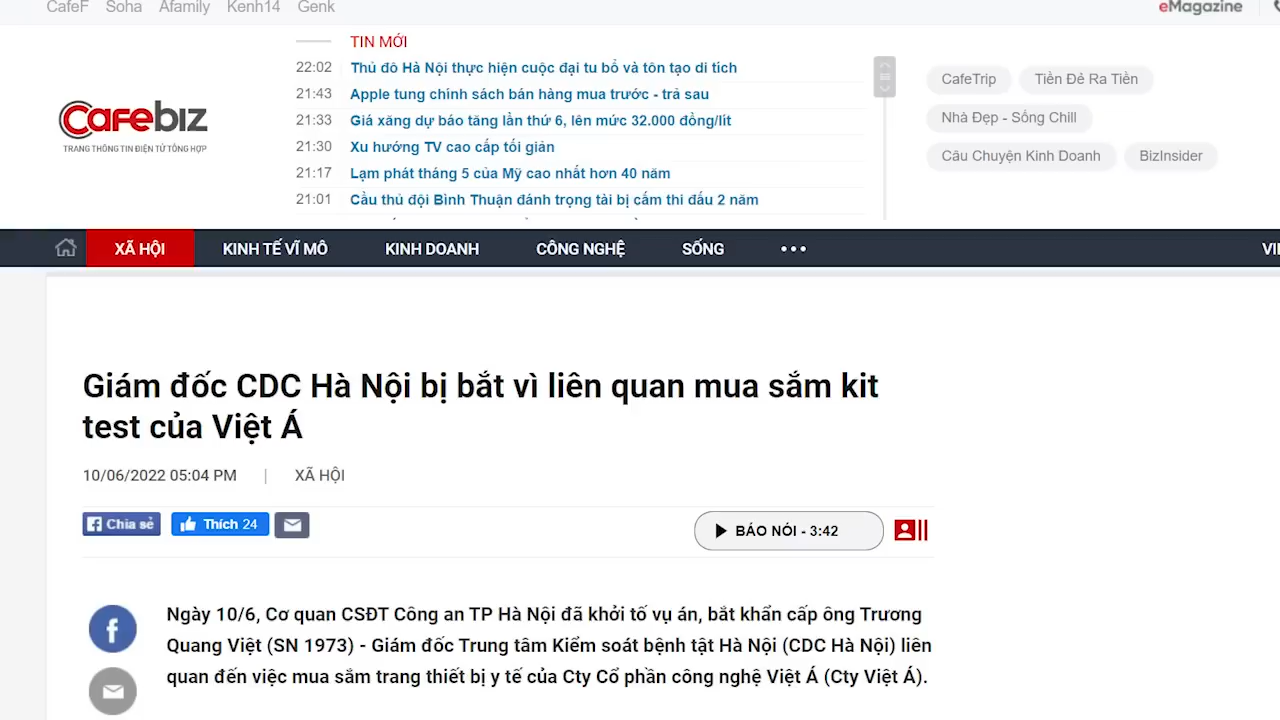 CafeF Soha Afamily Kenh14 Genk
eMagazine
TIN MỚI
22:02 Thủ đô Hà Nội thực hiện cuộc đại tu bổ và tôn tạo di tích
21:43 Apple tung chính sách bán hàng mua trước - trả sau
21:33 Giá xăng dự báo tăng lần thứ 6, lên mức 32.000 đồng/lít
21:30 Xu hướng TV cao cấp tối giản
21:17 Lạm phát tháng 5 của Mỹ cao nhất hơn 40 năm
21:01 Cầu thủ đội Bình Thuận đánh trọng tài bị cấm thi đấu 2 năm
Cafebiz
TRANG THÔNG TIN ĐIỆN TỬ TỔNG HỢP
CafeTrip Tiền Đẻ Ra Tiền
Nhà Đẹp - Sống Chill
Câu Chuyện Kinh Doanh BizInsider
XÃ HỘI KINH TẾ VĨ MÔ KINH DOANH CÔNG NGHỆ SỐNG
Giám đốc CDC Hà Nội bị bắt vì liên quan mua sắm kit
test của Việt Á
10/06/2022 05:04 PM | XÃ HỘI
Chia sẻ Thích 24
BÁO NÓI - 3:42
Ngày 10/6, Cơ quan CSĐT Công an TP Hà Nội đã khởi tố vụ án, bắt khẩn cấp ông Trương
Quang Việt (SN 1973) - Giám đốc Trung tâm Kiểm soát bệnh tật Hà Nội (CDC Hà Nội) liên
quan đến việc mua sắm trang thiết bị y tế của Cty Cổ phần công nghệ Việt Á (Cty Việt Á).